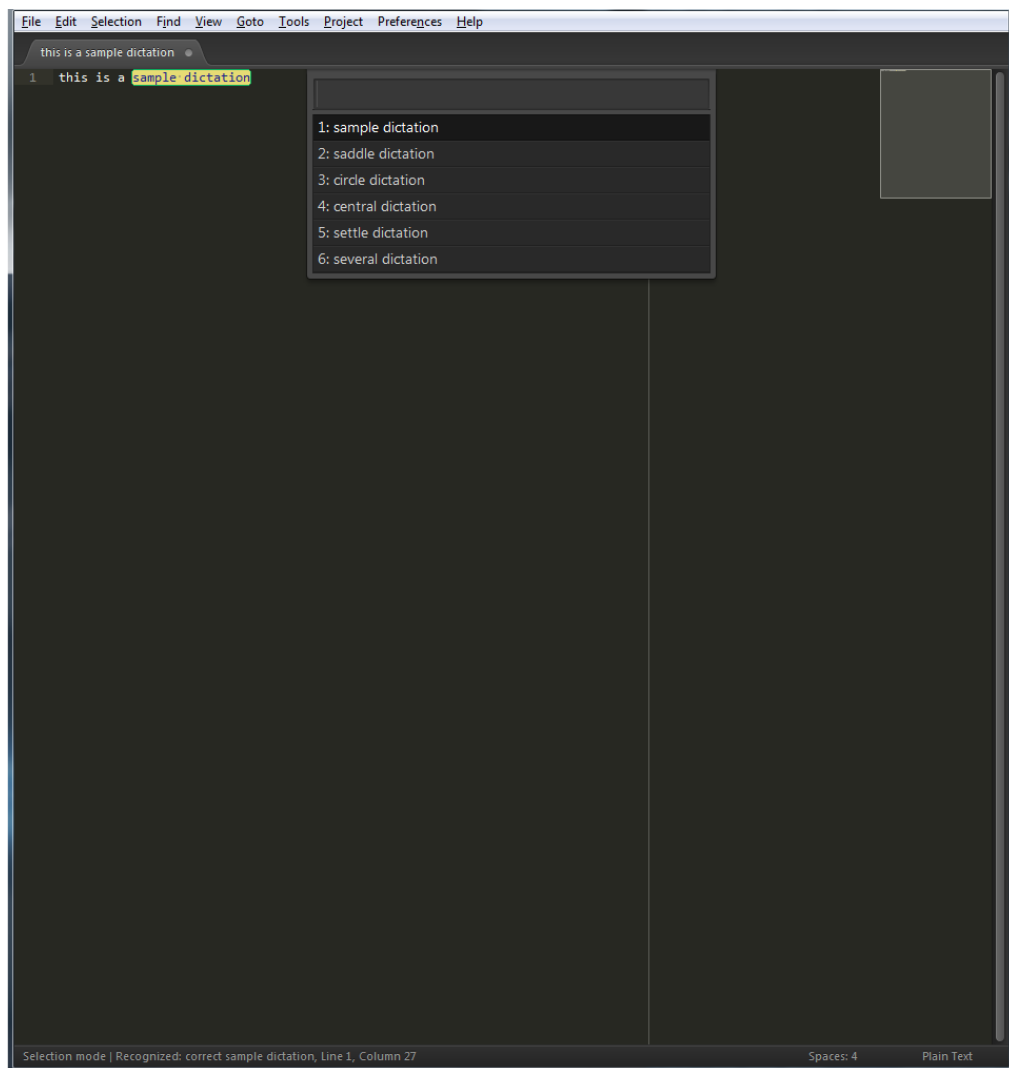 File Edit Selection Find View Goto Tools Project Preferences Help
this is a sample dictation
1 this is a sample dictation
1: sample dictation
2: saddle dictation
3: circle dictation
4: central dictation
5: settle dictation
6: several dictation
Selection mode | Recognized: correct sample dictation, Line 1, Column 27 Spaces: 4 Plain Text